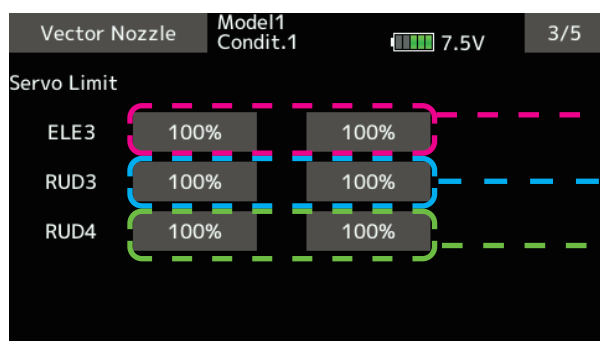 Vector Nozzle Model1 Condit.1 7.5V 3/5
Servo Limit
ELE3 100% 100%
RUD3 100% 100%
RUD4 100% 100%